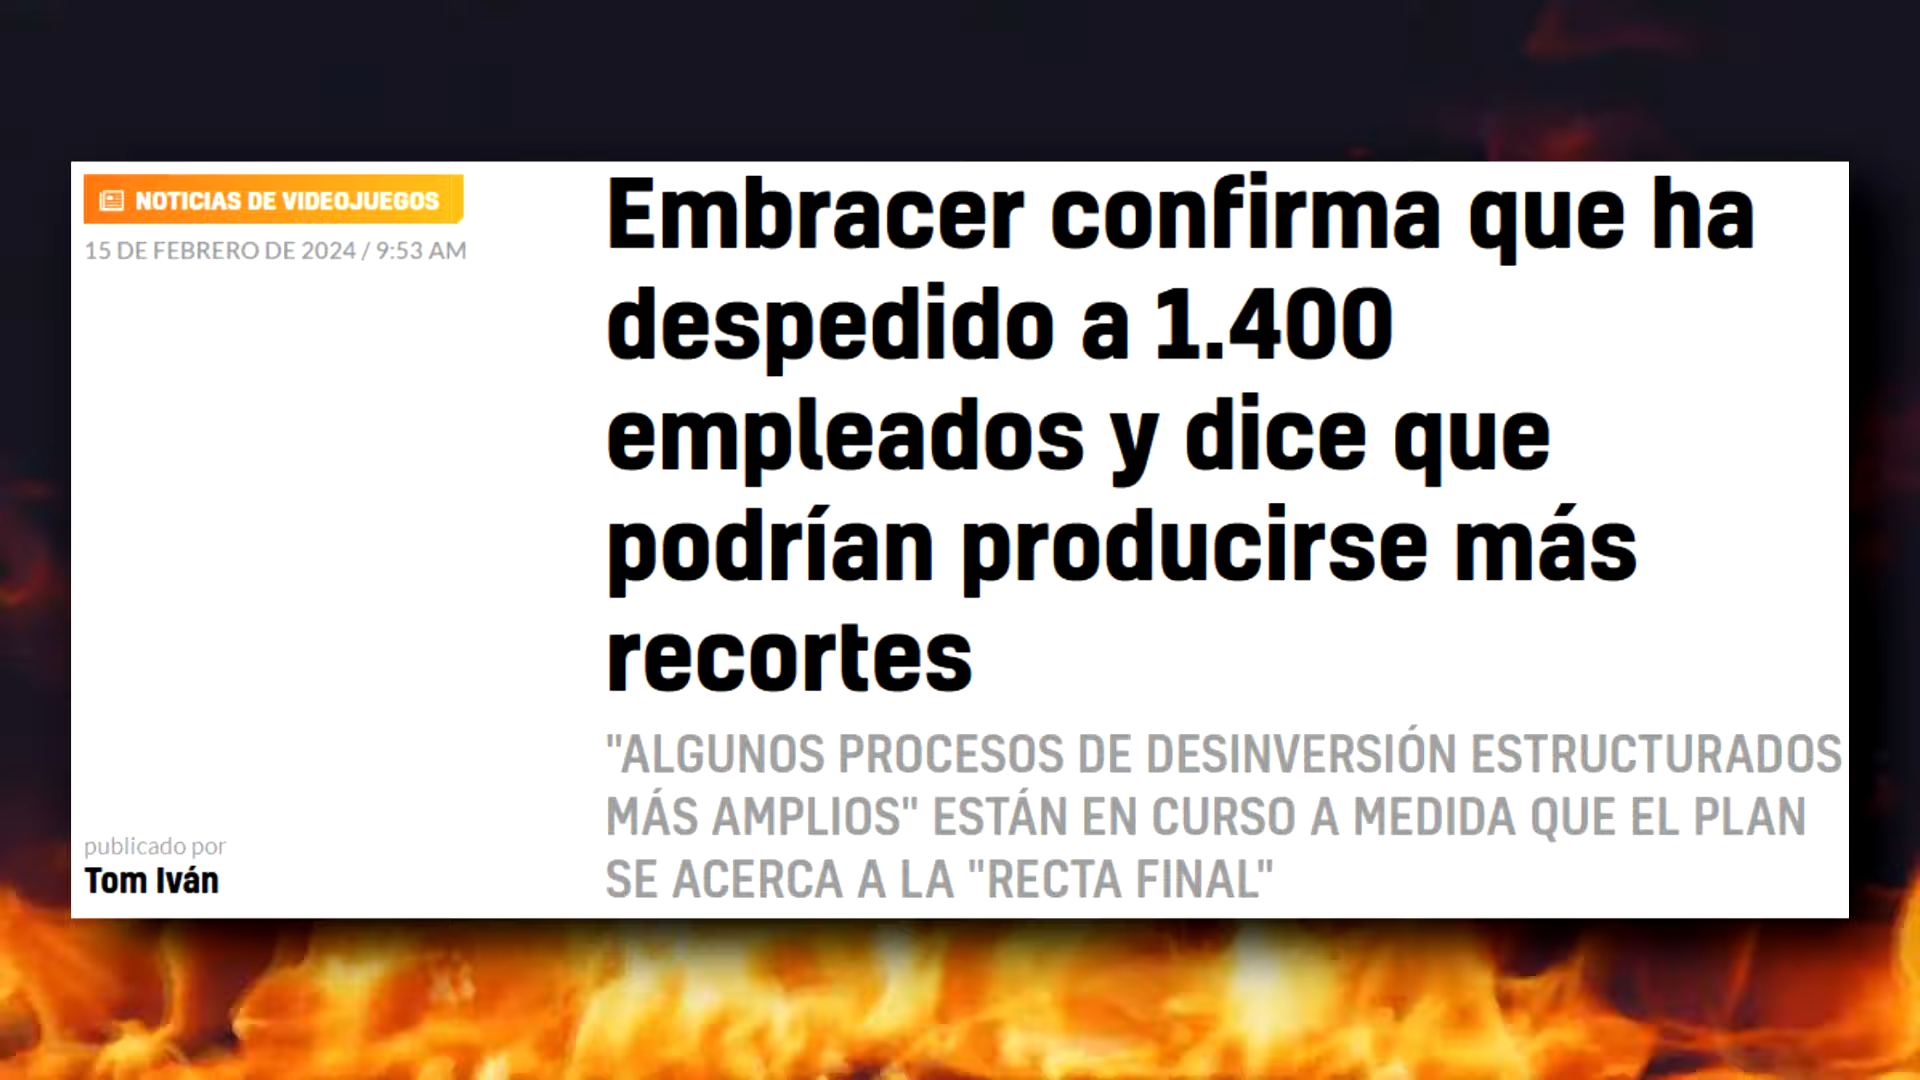 NOTICIAS DE VIDEOJUEGOS
15 DE FEBRERO DE 2024 / 9:53 AM
Embracer confirma que ha
despedido a 1.400
empleados y dice que
podrían producirse más
recortes
"ALGUNOS PROCESOS DE DESINVERSIÓN ESTRUCTURADOS
MÁS AMPLIOS" ESTÁN EN CURSO A MEDIDA QUE EL PLAN
SE ACERCA A LA "RECTA FINAL"
publicado por
Tom Iván